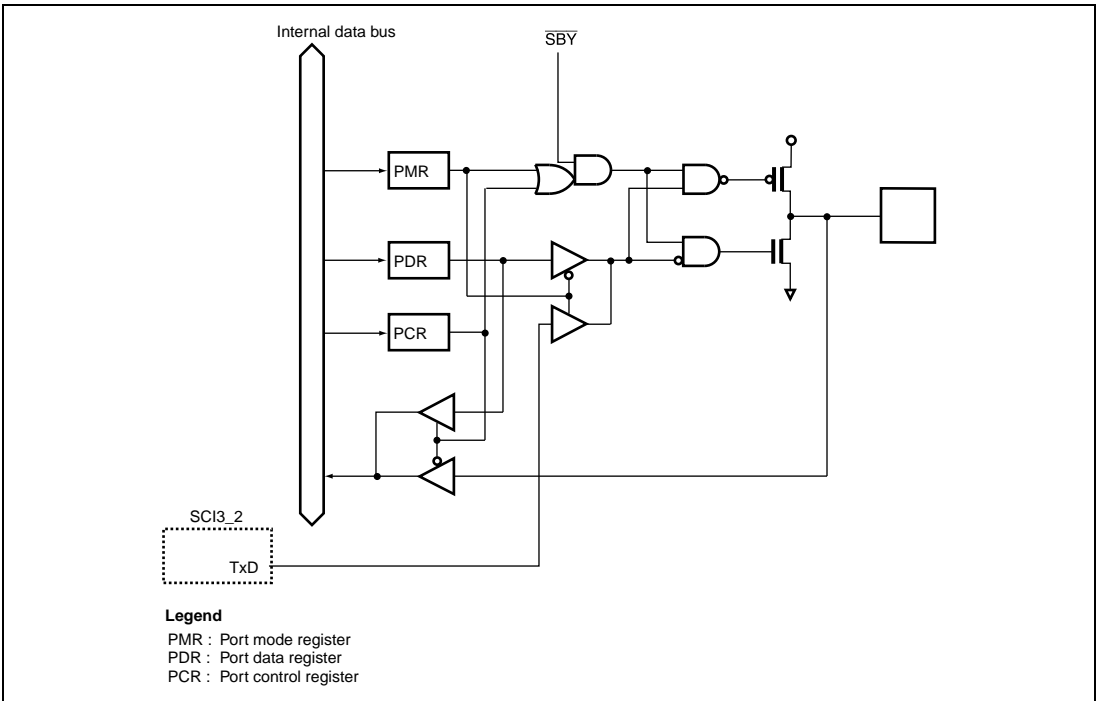 Internal data bus
SBY
PMR
PDR
PCR
SCI3_2
TxD
Legend
PMR : Port mode register
PDR : Port data register
PCR : Port control register